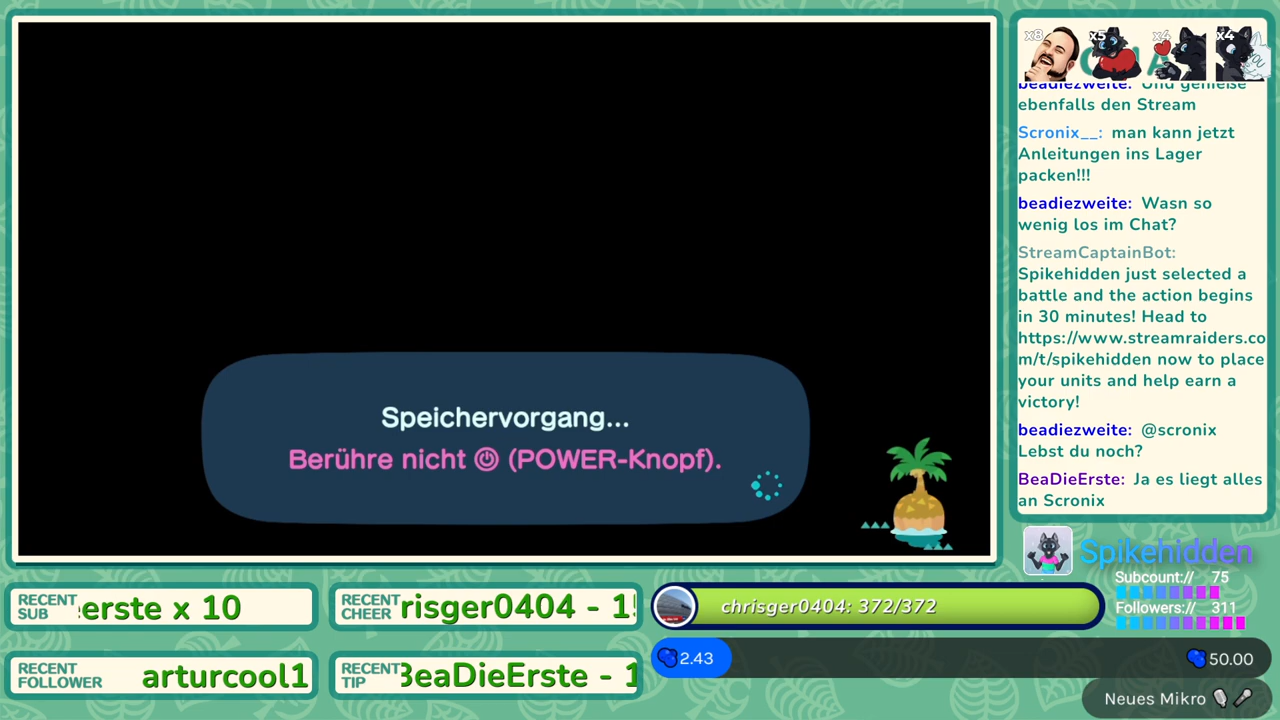 Speichervorgang...
Berühre nicht (POWER-Knopf).
x8 x5 x4 x4
beadiezweite: Und genieße
ebenfalls den Stream
Scronix__: man kann jetzt
Anleitungen ins Lager
packen!!!
beadiezweite: Wasn so
wenig los im Chat?
StreamCaptainBot:
Spikehidden just selected a
battle and the action begins
in 30 minutes! Head to
https://www.streamraiders.co
m/t/spikehidden now to place
your units and help earn a
victory!
beadiezweite: @scronix
Lebst du noch?
BeaDieErste: Ja es liegt alles
an Scronix
Spikehidden
Subcount:// 75
Followers:// 311
RECENT
SUB
erste x 10
RECENT
CHEER
risger0404 - 1
chrisger0404: 372/372
RECENT
FOLLOWER
arturcool1
RECENT
TIP
BeaDieErste - 1
2.43
50.00
Neues Mikro